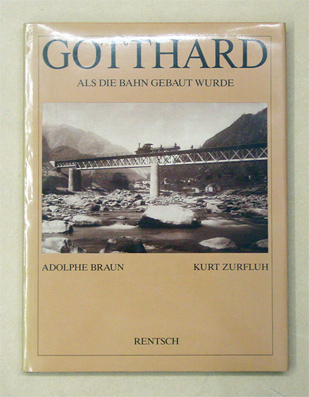 GOTTHARD
ALS DIE BAHN GEBAUT WURDE
ADOLPHE BRAUN KURT ZURFLUH
RENTSCH